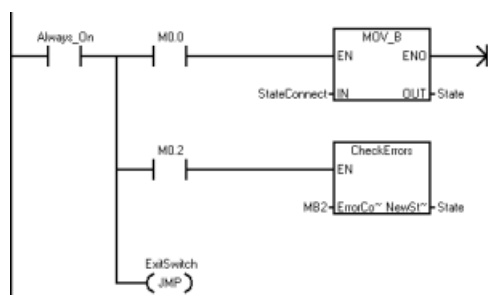 Always_On
M0.0
MOV_B
EN ENO
StateConnect IN OUT State
M0.2
CheckErrors
EN
MB2 ErrorCo~ NewSt~ State
ExitSwitch
JMP